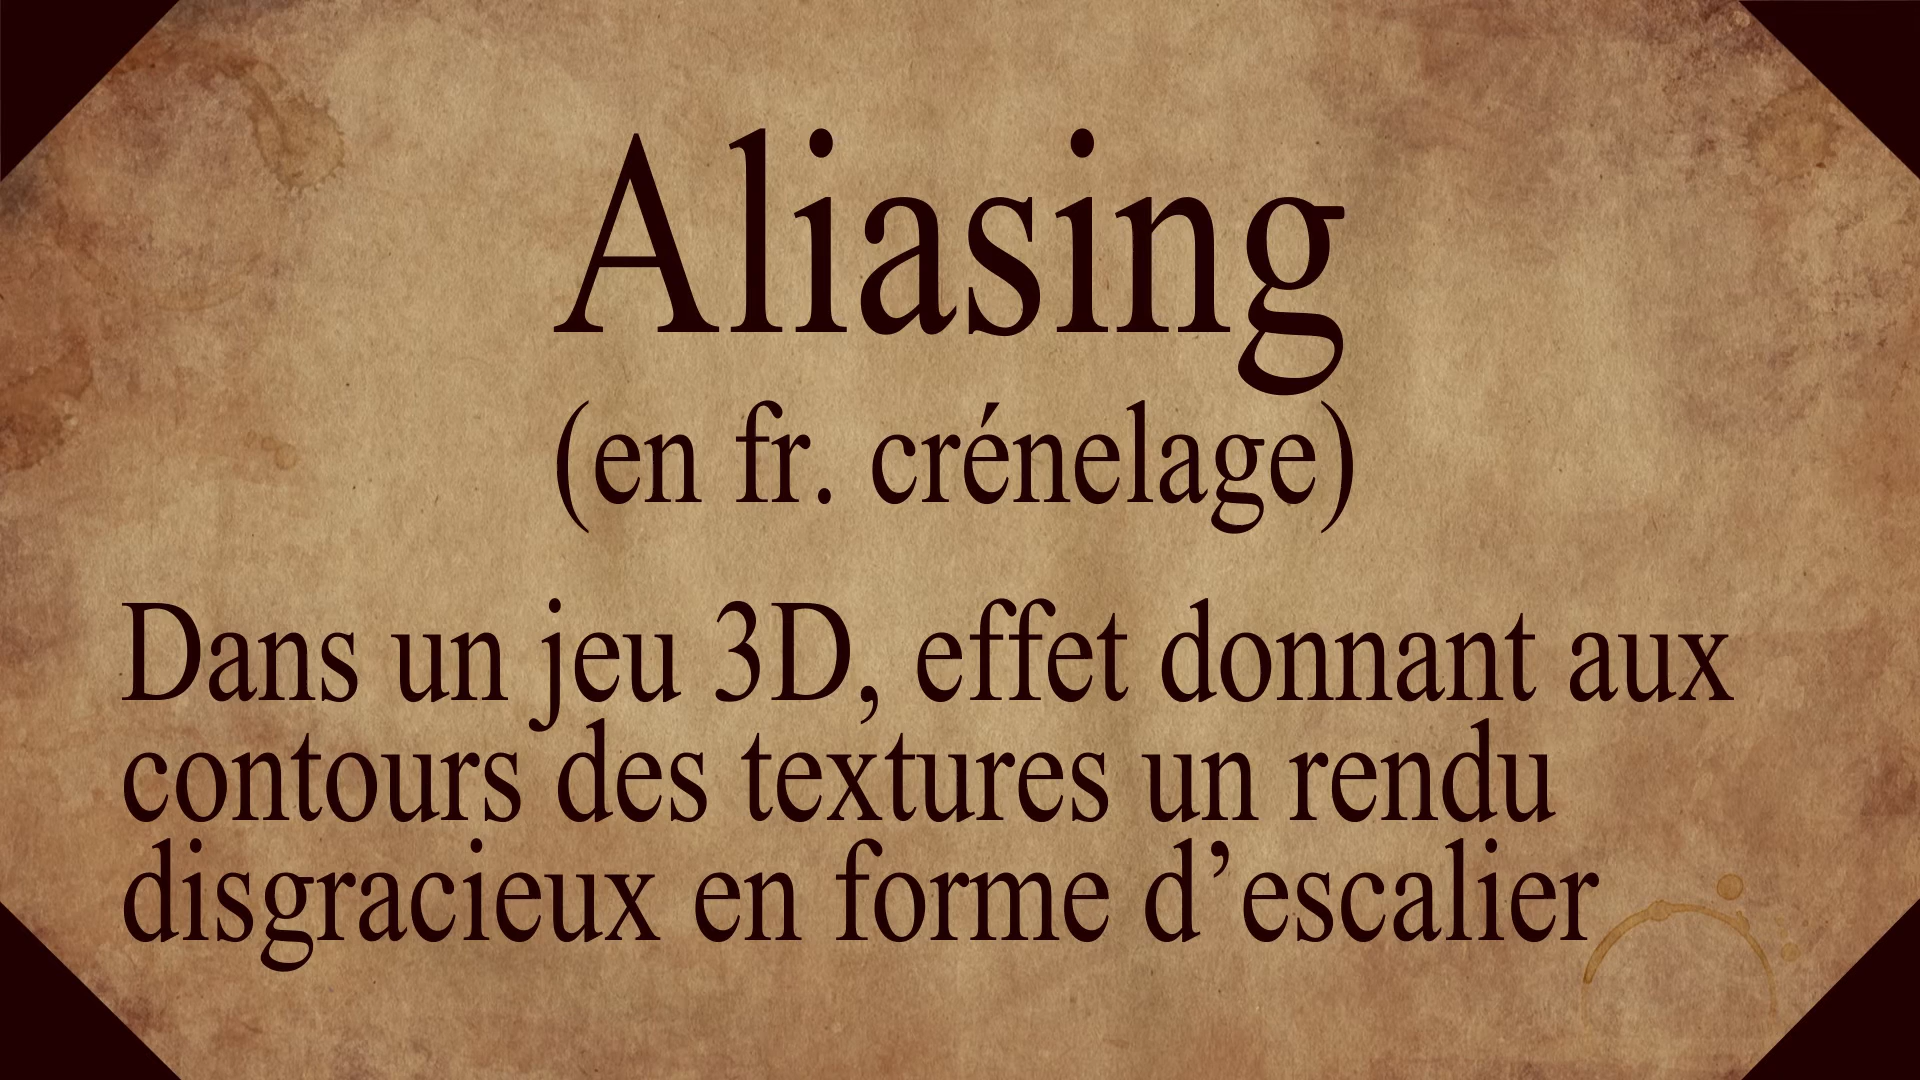 Aliasing
(en fr. crénelage)
Dans un jeu 3D, effet donnant aux
contours des textures un rendu
disgracieux en forme d’escalier